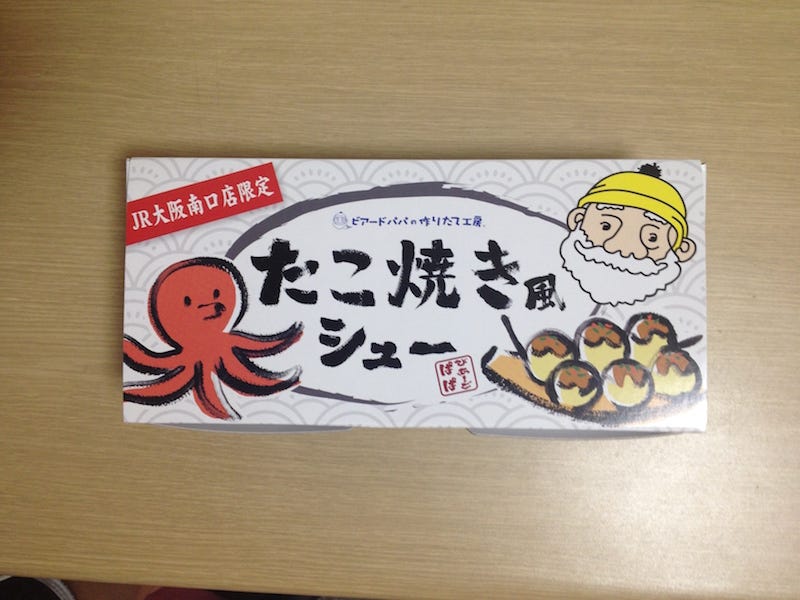 JR大阪南口店限定
ビアードパパの作りたて工房
たこ焼き風
シュー
びあーど
ぱぱ